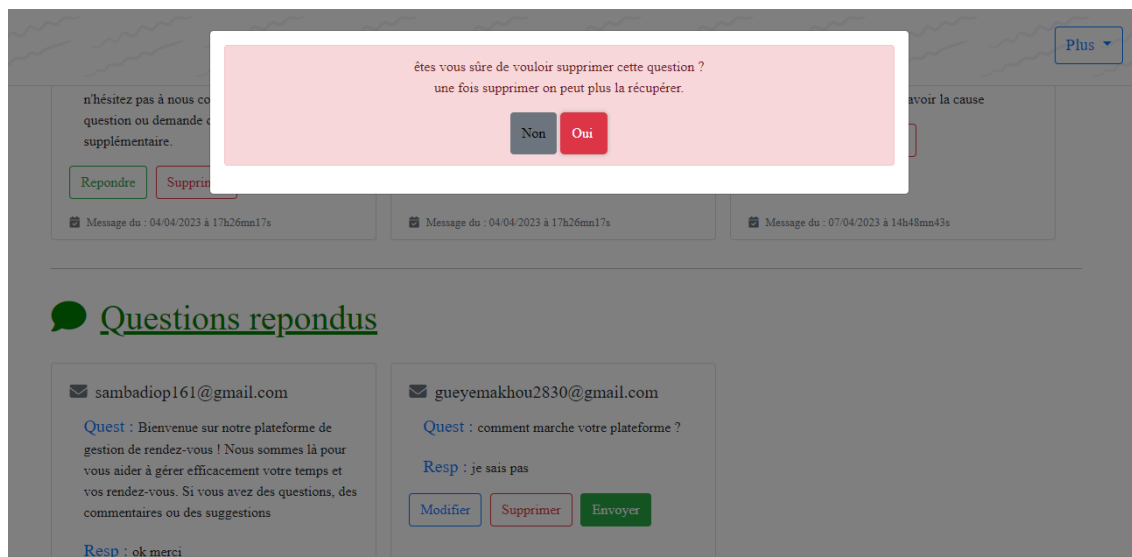 Plus
êtes vous sûre de vouloir supprimer cette question ?
une fois supprimer on peut plus la récupérer.
Non Oui
n'hésitez pas à nous
question ou demande
supplémentaire.
avoir la cause
Repondre
Message du : 04/04/2023 à 17h26mn17s
Message du : 04/04/2023 à 17h26mn17s
Message du : 07/04/2023 à 14h48mn43s
Questions repondus
sambadiop161@gmail.com
Quest : Bienvenue sur notre plateforme de
gestion de rendez-vous ! Nous sommes là pour
vous aider à gérer efficacement votre temps et
vos rendez-vous. Si vous avez des questions, des
commentaires ou des suggestions
Resp : ok merci
gueyemakhou2830@gmail.com
Quest : comment marche votre plateforme ?
Resp : je sais pas
Modifier Supprimer Envoyer